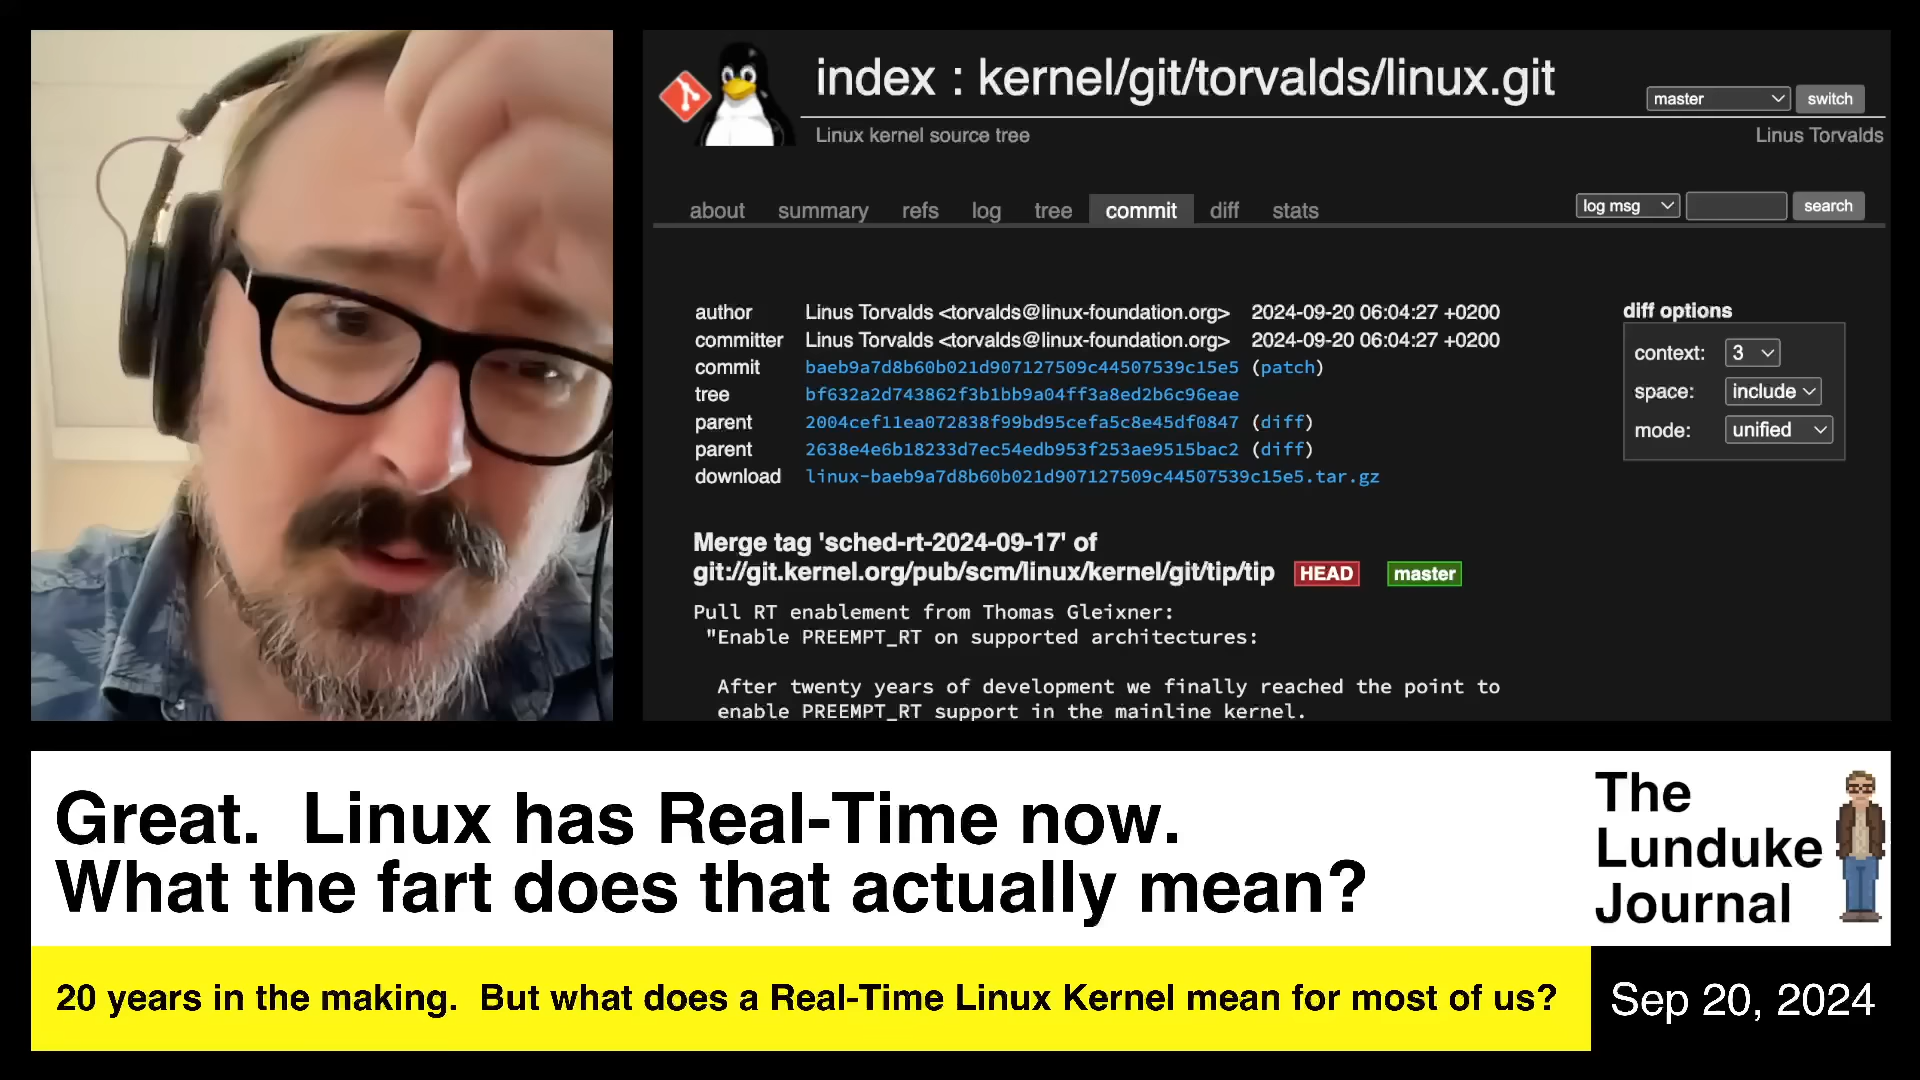 index : kernel/git/torvalds/linux.git
master
switch
Linux kernel source tree
Linus Torvalds
about summary refs log tree commit diff stats
log msg
search
author Linus Torvalds <torvalds@linux-foundation.org> 2024-09-20 06:04:27 +0200
committer Linus Torvalds <torvalds@linux-foundation.org> 2024-09-20 06:04:27 +0200
commit baeb9a7d8b60b021d907127509c44507539c15e5 (patch)
tree bf632a2d743862f3b1bb9a04ff3a8ed2b6c96eae
parent 2004cef11ea072838f99bd95cefa5c8e45df0847 (diff)
parent 2638e4e6b18233d7ec54edb953f253ae9515bac2 (diff)
download linux-baeb9a7d8b60b021d907127509c44507539c15e5.tar.gz
diff options
context: 3
space: include
mode: unified
Merge tag 'sched-rt-2024-09-17' of
git://git.kernel.org/pub/scm/linux/kernel/git/tip/tip HEAD master
Pull RT enablement from Thomas Gleixner:
"Enable PREEMPT_RT on supported architectures:
After twenty years of development we finally reached the point to
enable PREEMPT_RT support in the mainline kernel.
Great. Linux has Real-Time now.
What the fart does that actually mean?
The
Lunduke
Journal
20 years in the making. But what does a Real-Time Linux Kernel mean for most of us?
Sep 20, 2024